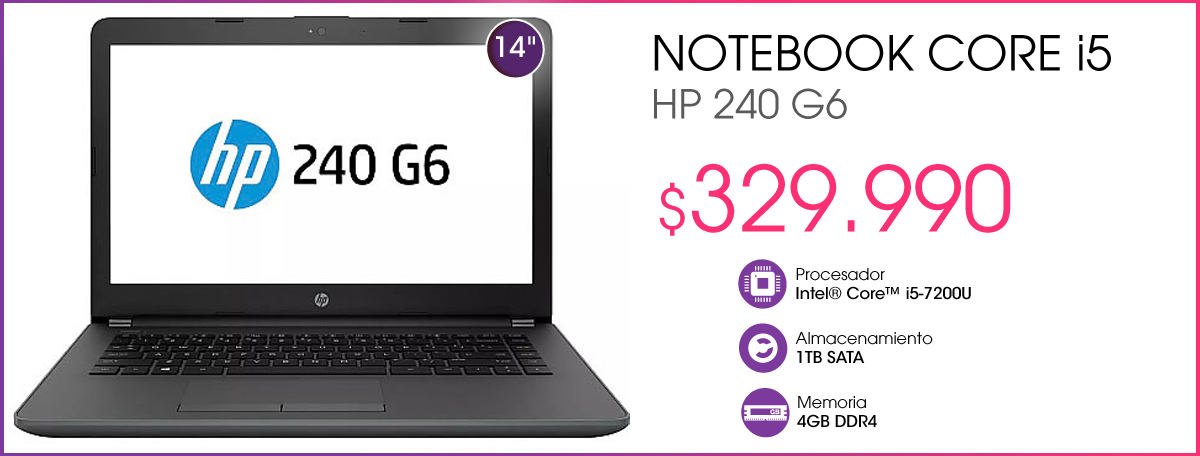 14"
hp 240 G6
hp
NOTEBOOK CORE i5
HP 240 G6
$329.990
Procesador
Intel® Core™ i5-7200U
Almacenamiento
1TB SATA
Memoria
GB
4GB DDR4